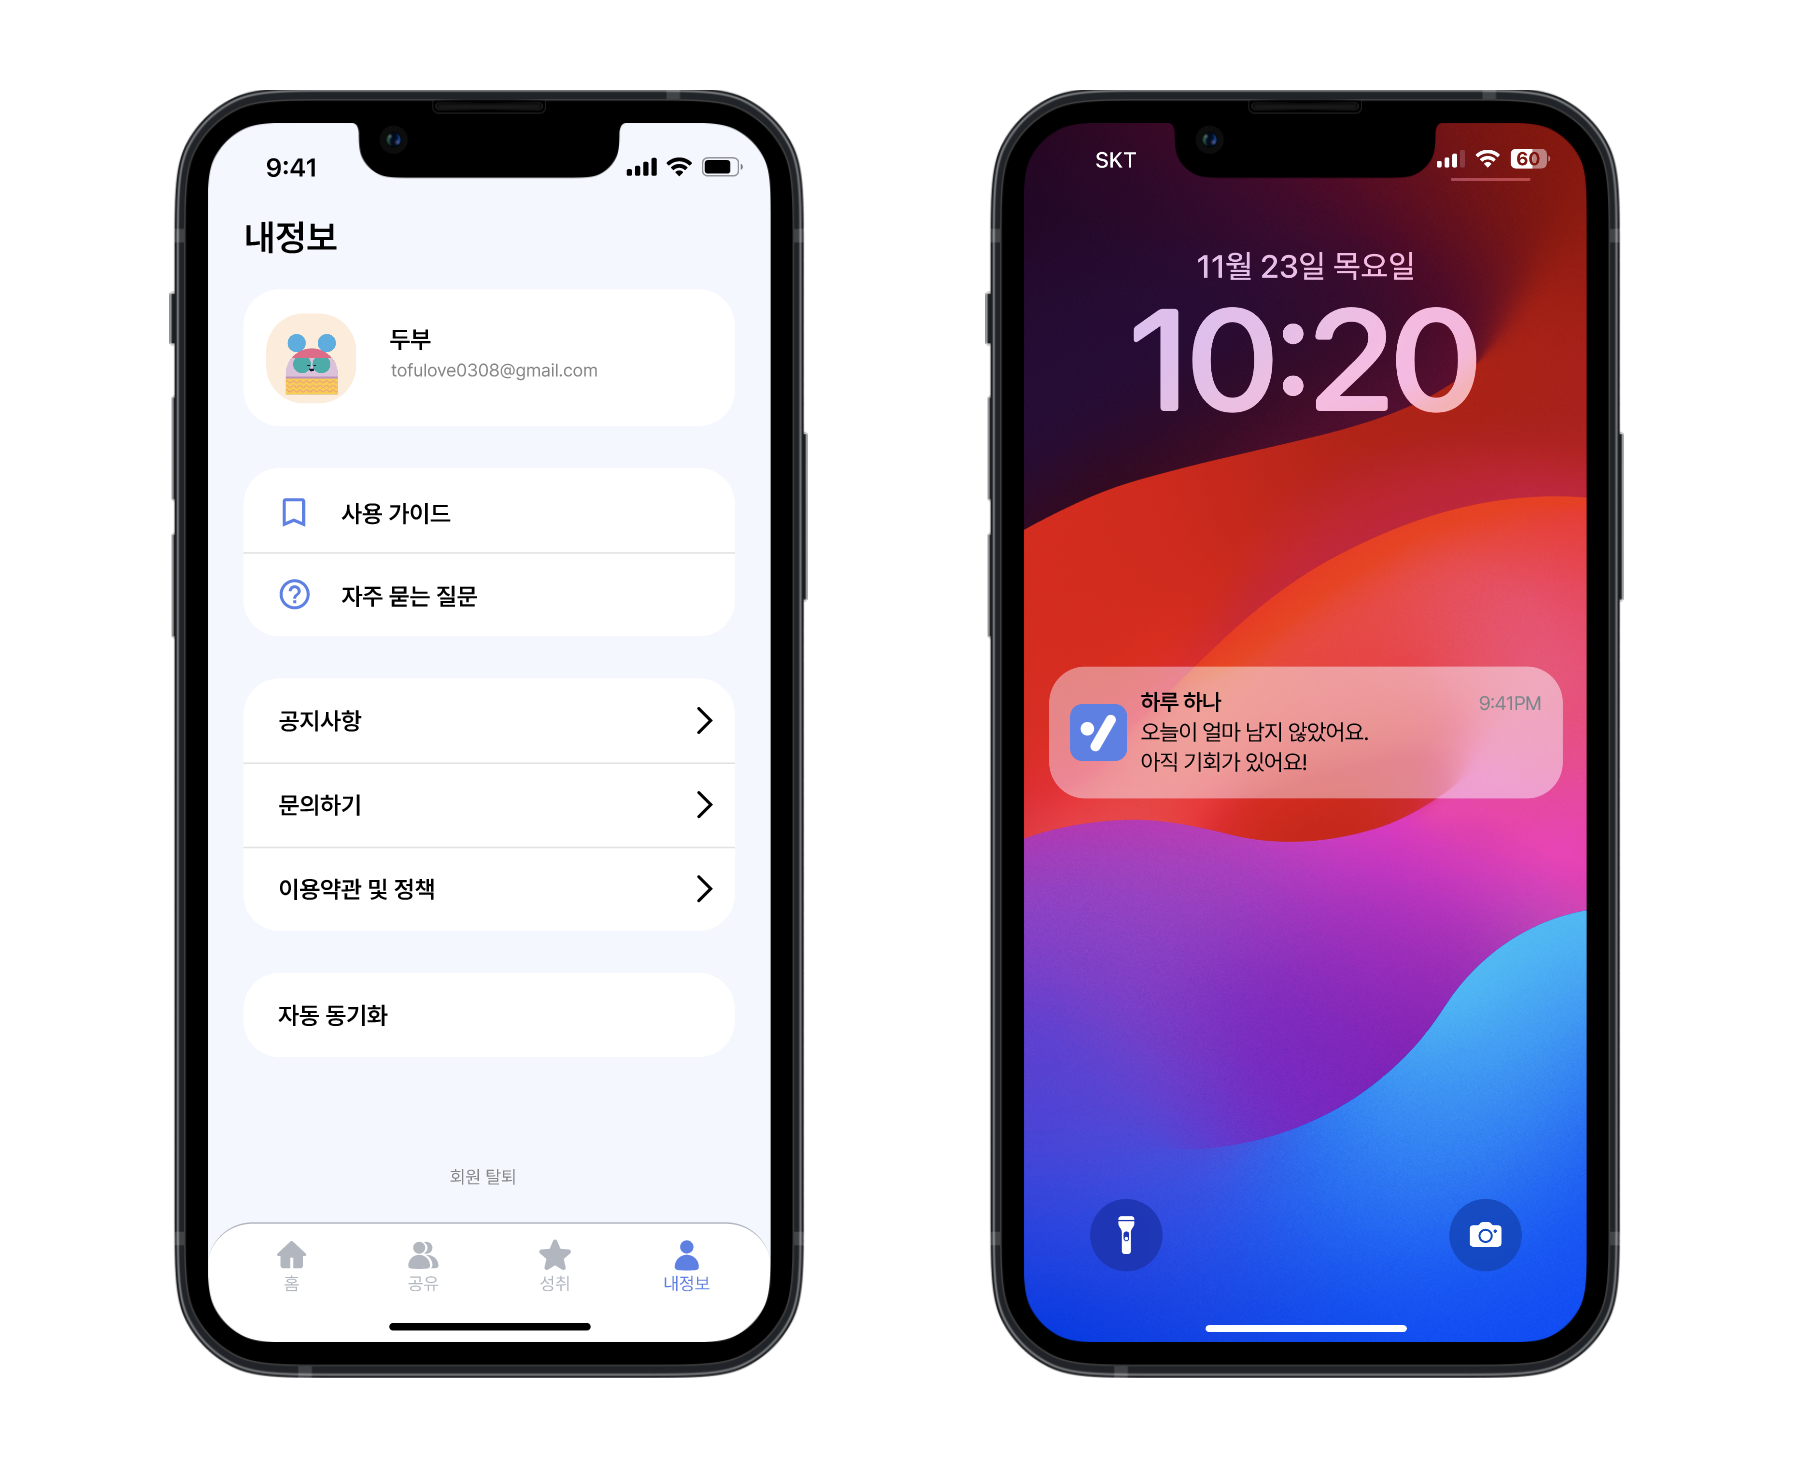 9:41
내정보
두부
tofulove0308@gmail.com
사용 가이드
자주 묻는 질문
공지사항
문의하기
이용약관 및 정책
자동 동기화
회원 탈퇴
홈
공유
성취
내정보
SKT
60
11월 23일 목요일
10:20
하루 하나
9:41PM
오늘이 얼마 남지 않았어요.
아직 기회가 있어요!